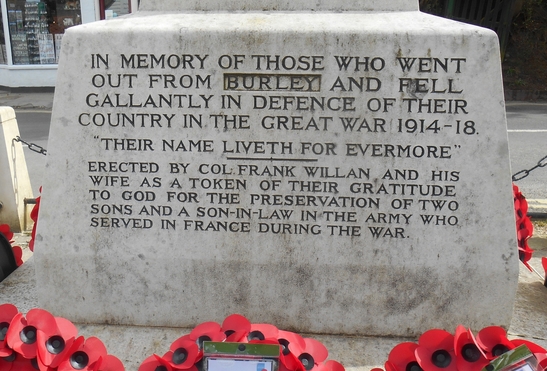 IN MEMORY OF THOSE WHO WENT
OUT FROM BURLEY AND FELL
GALLANTLY IN DEFENCE OF THEIR
COUNTRY IN THE GREAT WAR 1914-18.
"THEIR NAME LIVETH FOR EVERMORE"
ERECTED BY COL. FRANK WILLAN AND HIS
WIFE AS A TOKEN OF THEIR GRATITUDE
TO GOD FOR THE PRESERVATION OF TWO
SONS AND A SON-IN-LAW IN THE ARMY WHO
SERVED IN FRANCE DURING THE WAR.